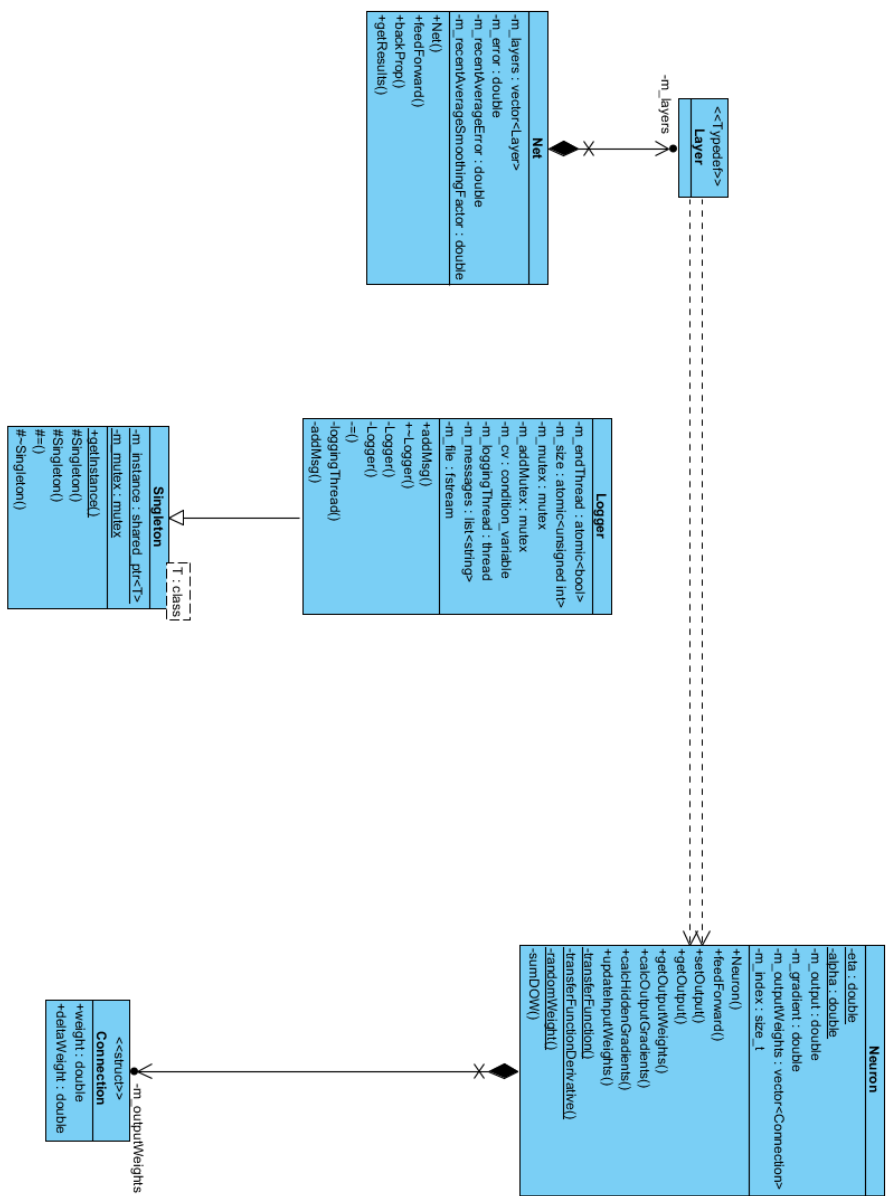 <<Typedef>>
Layer
-m_layers
Net
-m_layers : vector<Layer>
-m_error : double
-m_recentAverageError : double
-m_recentAverageSmoothingFactor : double
+Net()
+feedForward()
+backProp()
+getResults()
Logger
-m_endThread : atomic<bool>
-m_size : atomic<unsigned int>
-m_mutex : mutex
-m_addMutex : mutex
-m_cv : condition_variable
-m_loggingThread : thread
-m_messages : list<string>
-m_file : fstream
+addMsg()
+~Logger()
-Logger()
-Logger()
-=()
-loggingThread()
-addMsg()
T : class
Singleton
-m_instance : shared_ptr<T>
-m_mutex : mutex
+getInstance()
#Singleton()
#Singleton()
#=()
#~Singleton()
Neuron
-eta : double
-alpha : double
-m_output : double
-m_gradient : double
-m_outputWeights : vector<Connection>
-m_index : size_t
+Neuron()
+feedForward()
+setOutput()
+getOutput()
+getOutputWeights()
+calcOutputGradients()
+calcHiddenGradients()
+updateInputWeights()
-transferFunction()
-transferFunctionDerivative()
-randomWeight()
-sumDOW()
-m_outputWeights
<<struct>>
Connection
+weight : double
+deltaWeight : double